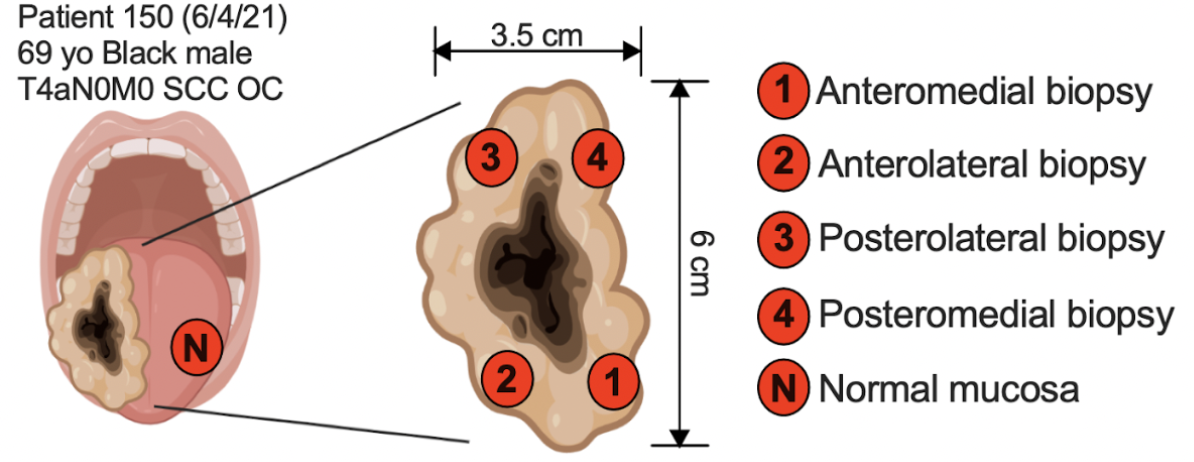 Patient 150 (6/4/21)
69 yo Black male
T4aN0M0 SCC OC
N
3.5 cm
3
4
2
1
6 cm
1 Anteromedial biopsy
2 Anterolateral biopsy
3 Posterolateral biopsy
4 Posteromedial biopsy
N Normal mucosa